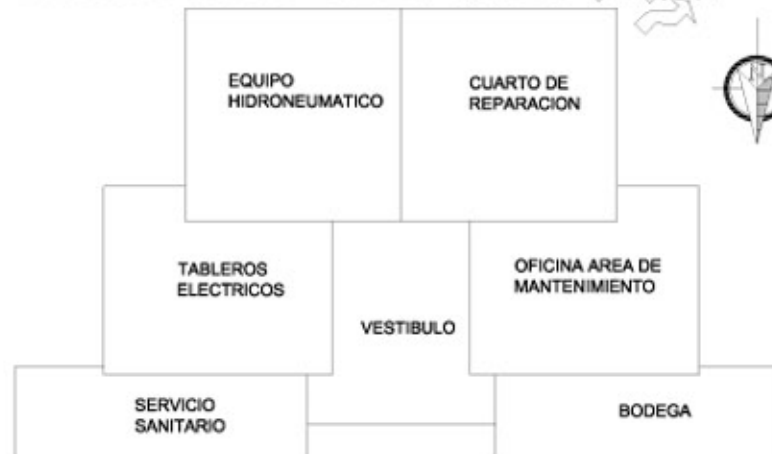 EQUIPO
HIDRONEUMATICO
CUARTO DE
REPARACION
TABLEROS
ELECTRICOS
OFICINA AREA DE
MANTENIMIENTO
VESTIBULO
SERVICIO
SANITARIO
BODEGA